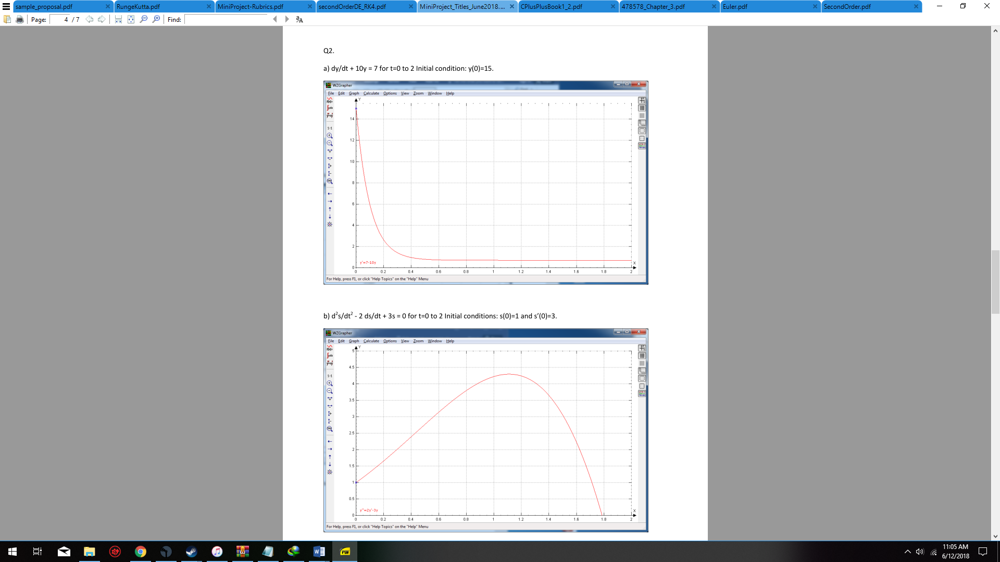 sample_proposal.pdf
RungeKutta.pdf
MiniProject-Rubrics.pdf
secondOrderDE_RK4.pdf
MiniProject_Titles_June2018....
CPlusPlusBook1_2.pdf
478578_Chapter_3.pdf
Euler.pdf
SecondOrder.pdf
Page: 4 / 7 Find:
Q2.
a) dy/dt + 10y = 7 for t=0 to 2 Initial condition: y(0)=15.
WZGrapher
File Edit Graph Calculate Options View Zoom Window Help
Y
1:1
14
12
10
8
6
4
2
0
y'=7-10y
X
0 0.2 0.4 0.6 0.8 1 1.2 1.4 1.6 1.8 2
For Help, press F1, or click "Help Topics" on the "Help" Menu
b) d²s/dt² - 2 ds/dt + 3s = 0 for t=0 to 2 Initial conditions: s(0)=1 and s’(0)=3.
WZGrapher
File Edit Graph Calculate Options View Zoom Window Help
Y
1:1
5
4.5
4
3.5
3
2.5
2
1.5
1
0.5
0
y''=2y'-3y
X
0 0.2 0.4 0.6 0.8 1 1.2 1.4 1.6 1.8 2
For Help, press F1, or click "Help Topics" on the "Help" Menu
PDF
11:05 AM
6/12/2018